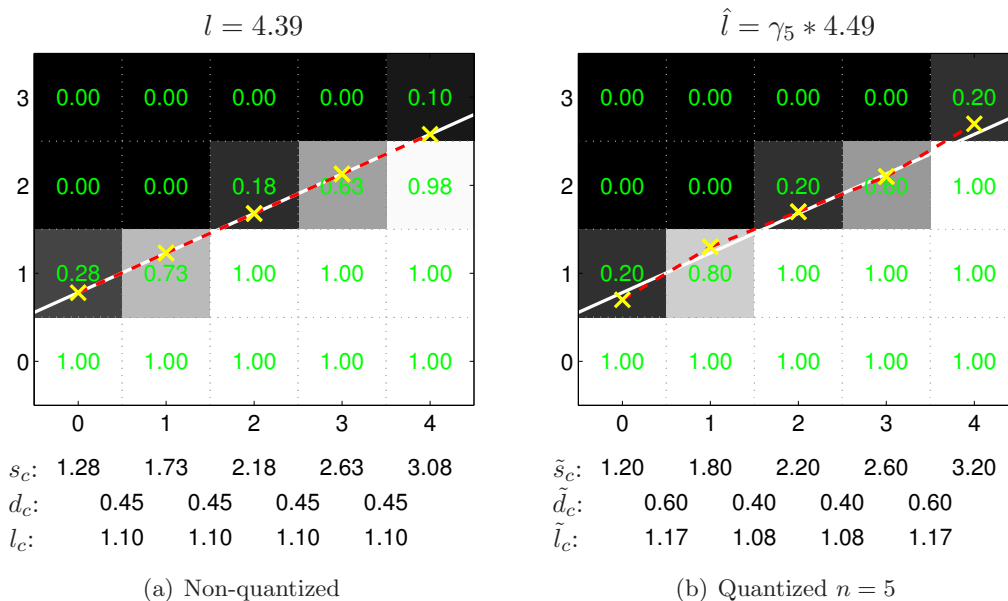 l = 4.39
3 0.00 0.00 0.00 0.00 0.10
2 0.00 0.00 0.18 0.63 0.98
1 0.28 0.73 1.00 1.00 1.00
0 1.00 1.00 1.00 1.00 1.00
0 1 2 3 4
s_c: 1.28 1.73 2.18 2.63 3.08
d_c: 0.45 0.45 0.45 0.45
l_c: 1.10 1.10 1.10 1.10
(a) Non-quantized
l̂ = γ₅ ∗ 4.49
3 0.00 0.00 0.00 0.00 0.20
2 0.00 0.00 0.20 0.60 1.00
1 0.20 0.80 1.00 1.00 1.00
0 1.00 1.00 1.00 1.00 1.00
0 1 2 3 4
s̃_c: 1.20 1.80 2.20 2.60 3.20
d̃_c: 0.60 0.40 0.40 0.60
l̃_c: 1.17 1.08 1.08 1.17
(b) Quantized n = 5